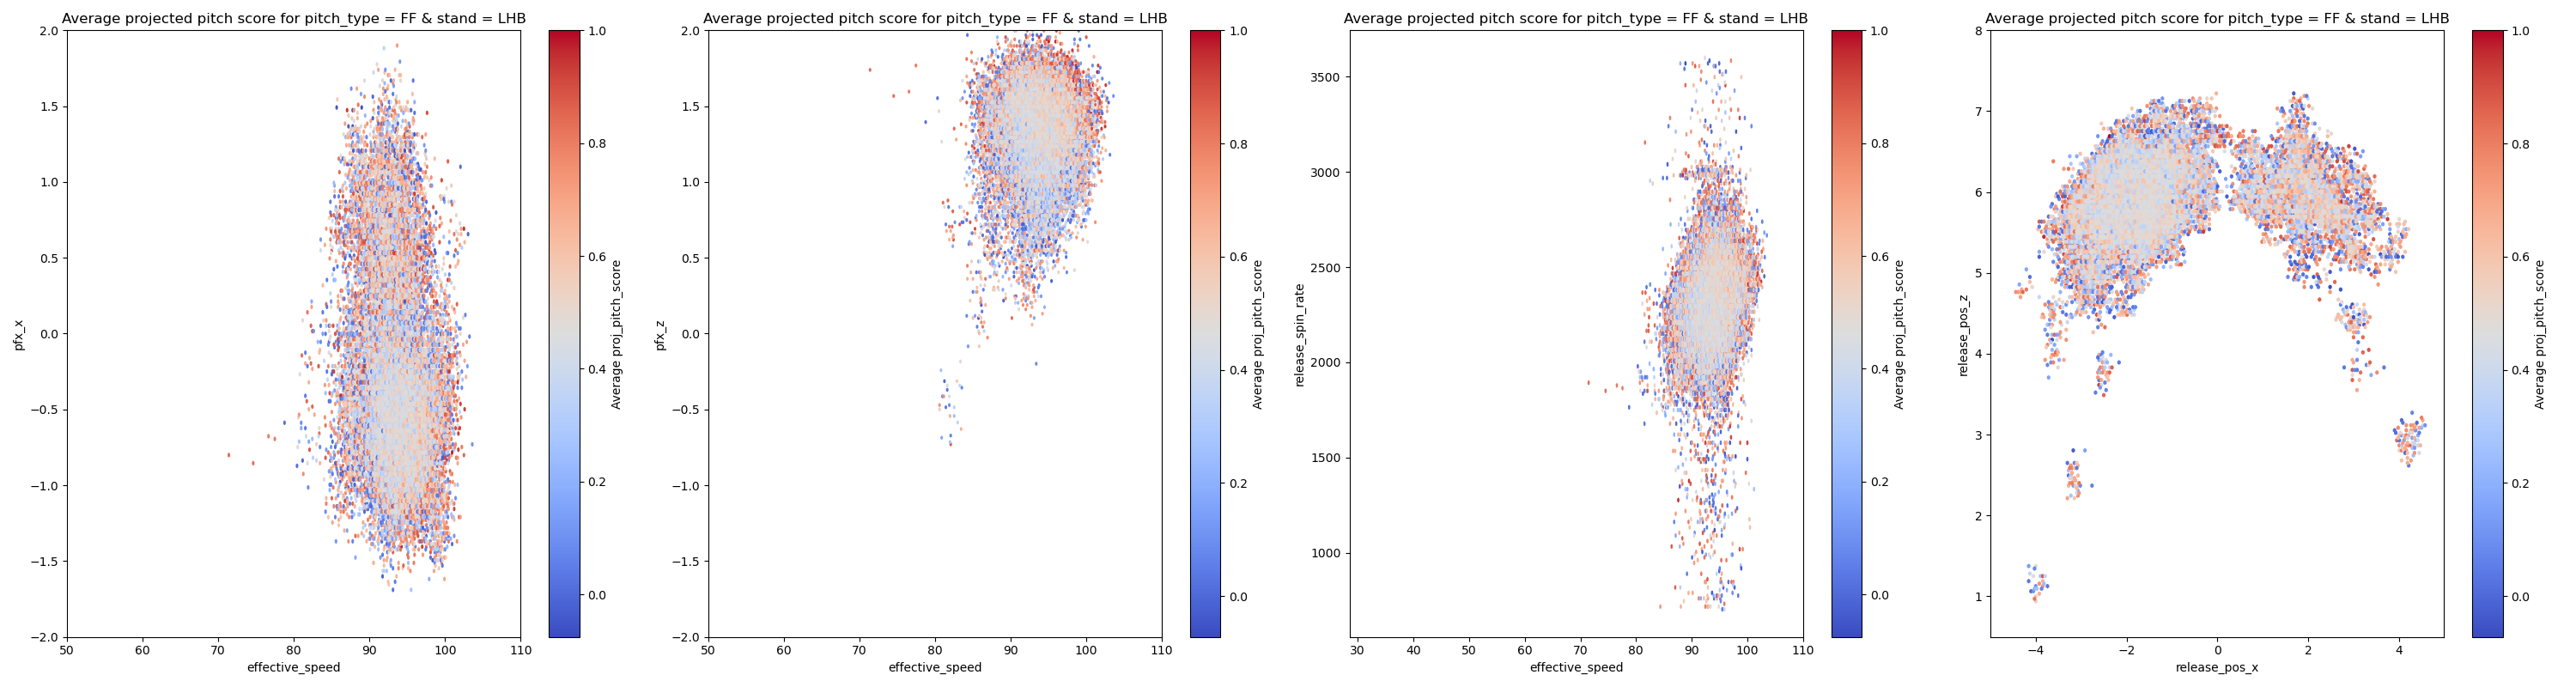 Average projected pitch score for pitch_type = FF & stand = LHB
2.0
1.5
1.0
0.5
0.0
−0.5
−1.0
−1.5
−2.0
pfx_x
50 60 70 80 90 100 110
effective_speed
1.0
0.8
0.6
0.4
0.2
0.0
Average proj_pitch_score
Average projected pitch score for pitch_type = FF & stand = LHB
2.0
1.5
1.0
0.5
0.0
−0.5
−1.0
−1.5
−2.0
pfx_z
50 60 70 80 90 100 110
effective_speed
1.0
0.8
0.6
0.4
0.2
0.0
Average proj_pitch_score
Average projected pitch score for pitch_type = FF & stand = LHB
3500
3000
2500
2000
1500
1000
release_spin_rate
30 40 50 60 70 80 90 100 110
effective_speed
1.0
0.8
0.6
0.4
0.2
0.0
Average proj_pitch_score
Average projected pitch score for pitch_type = FF & stand = LHB
8
7
6
5
4
3
2
1
release_pos_z
−4 −2 0 2 4
release_pos_x
1.0
0.8
0.6
0.4
0.2
0.0
Average proj_pitch_score